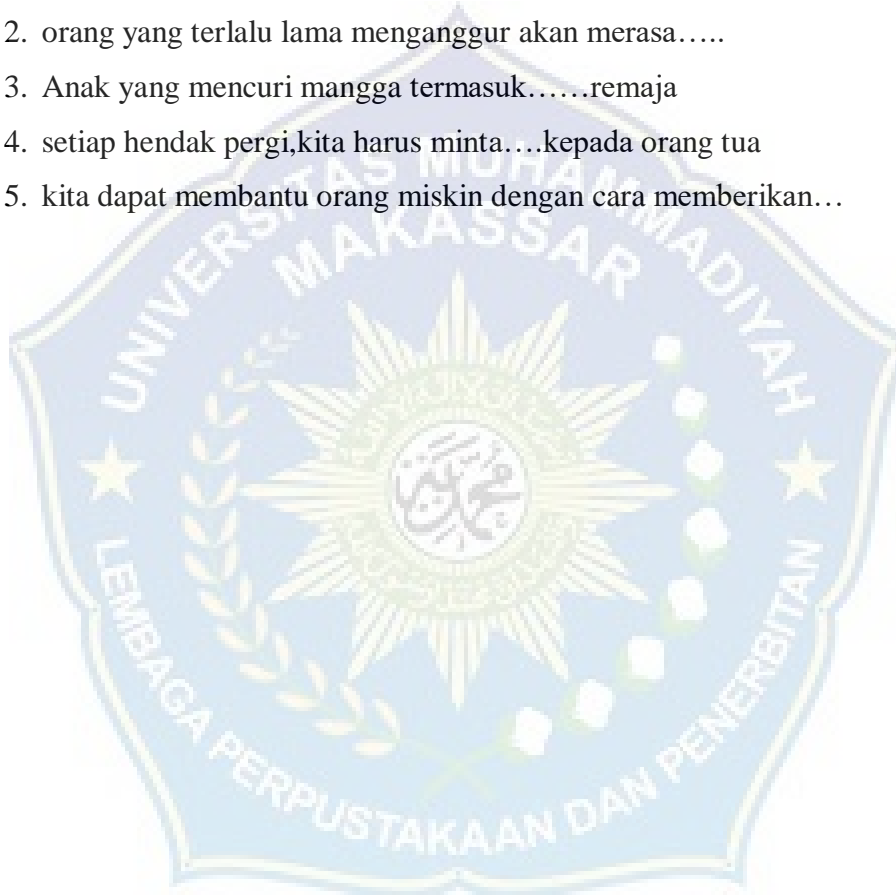 2. orang yang terlalu lama menganggur akan merasa…..
3. Anak yang mencuri mangga termasuk……remaja
4. setiap hendak pergi,kita harus minta….kepada orang tua
5. kita dapat membantu orang miskin dengan cara memberikan…
UNIVERSITAS MUHAMMADIYAH
MAKASSAR
LEMBAGA PERPUSTAKAAN DAN PENERBITAN